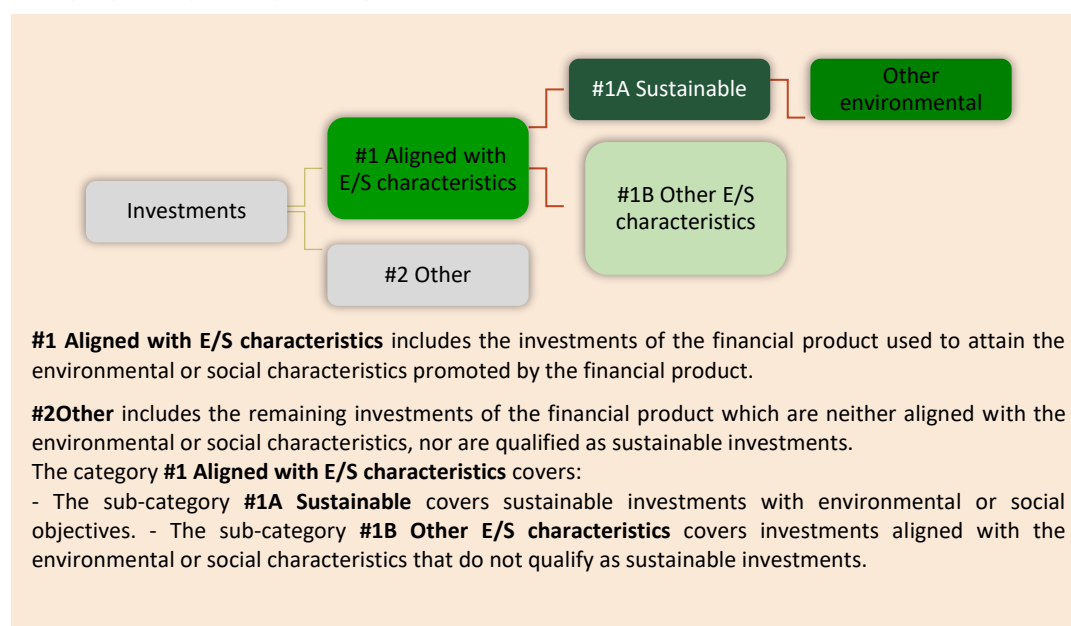 #1A Sustainable
Other
environmental
#1 Aligned with
E/S characteristics
#1B Other E/S
characteristics
Investments
#2 Other
#1 Aligned with E/S characteristics includes the investments of the financial product used to attain the
environmental or social characteristics promoted by the financial product.
#2Other includes the remaining investments of the financial product which are neither aligned with the
environmental or social characteristics, nor are qualified as sustainable investments.
The category #1 Aligned with E/S characteristics covers:
- The sub-category #1A Sustainable covers sustainable investments with environmental or social
objectives. - The sub-category #1B Other E/S characteristics covers investments aligned with the
environmental or social characteristics that do not qualify as sustainable investments.